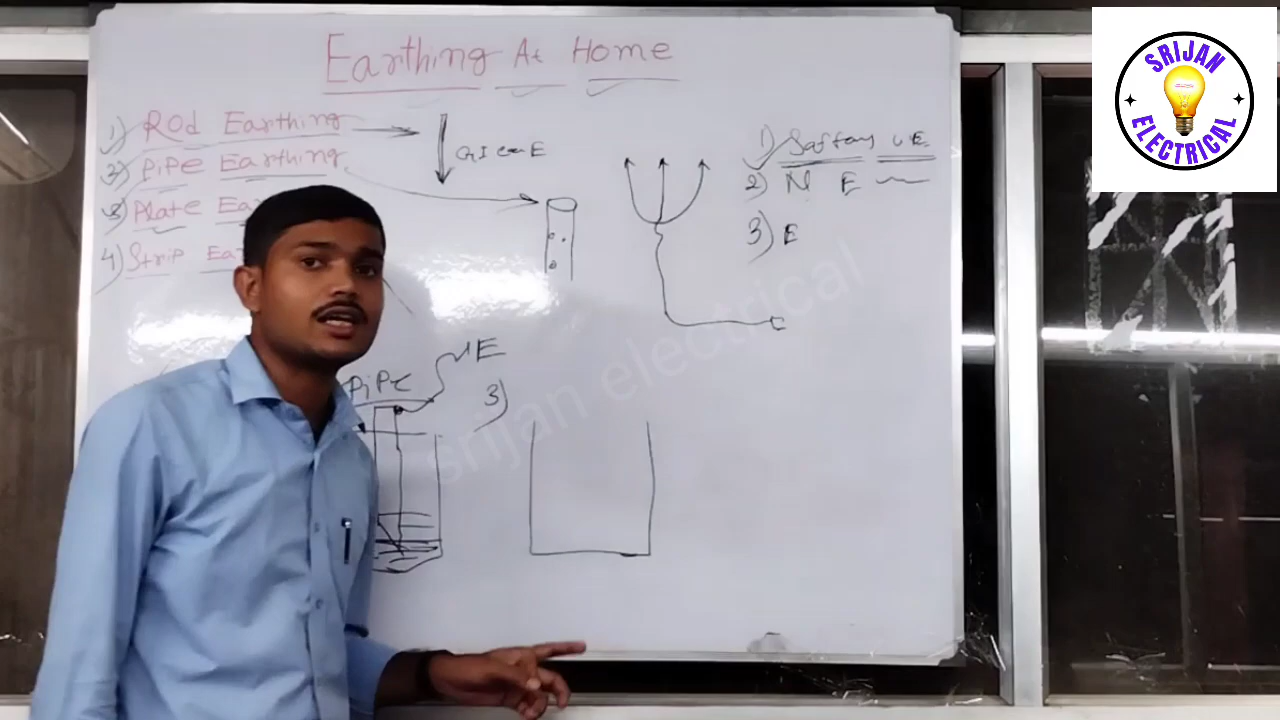 Earthing At Home
1) Rod Earthing
2) Pipe Earthing
3) Plate Ea
4) Strip Ea
GI
E
1)
2) N E
3) E
E
PiPe
E
3)
srijan electrical
SRIJAN
ELECTRICAL